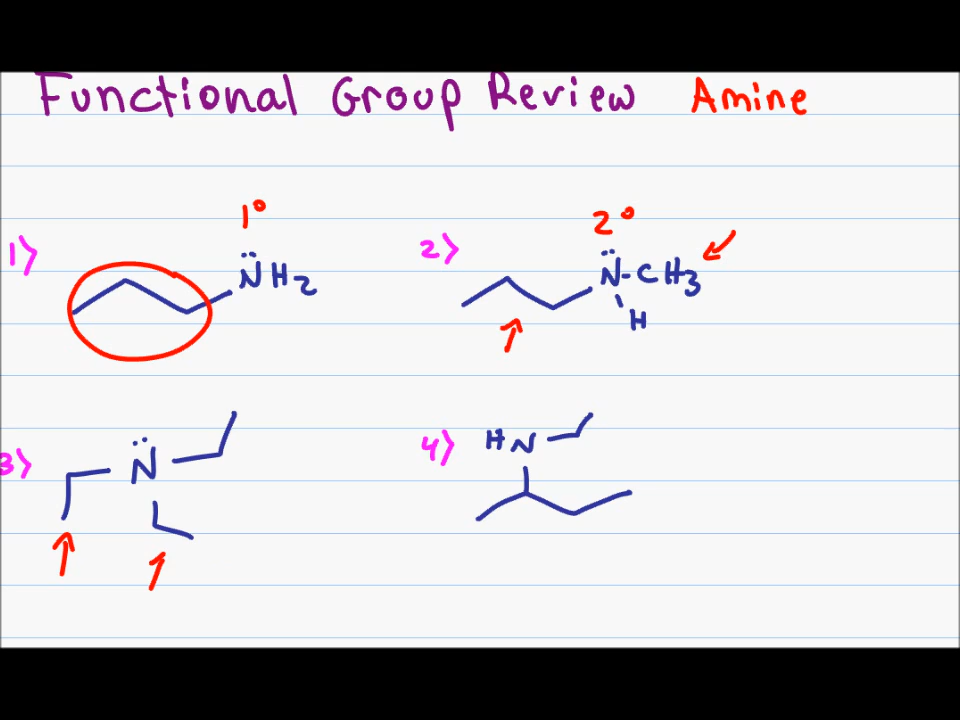 Functional Group Review Amine
1° 2°
1) N̈H2 2) N̈-CH3
H
3) N̈ 4) HN